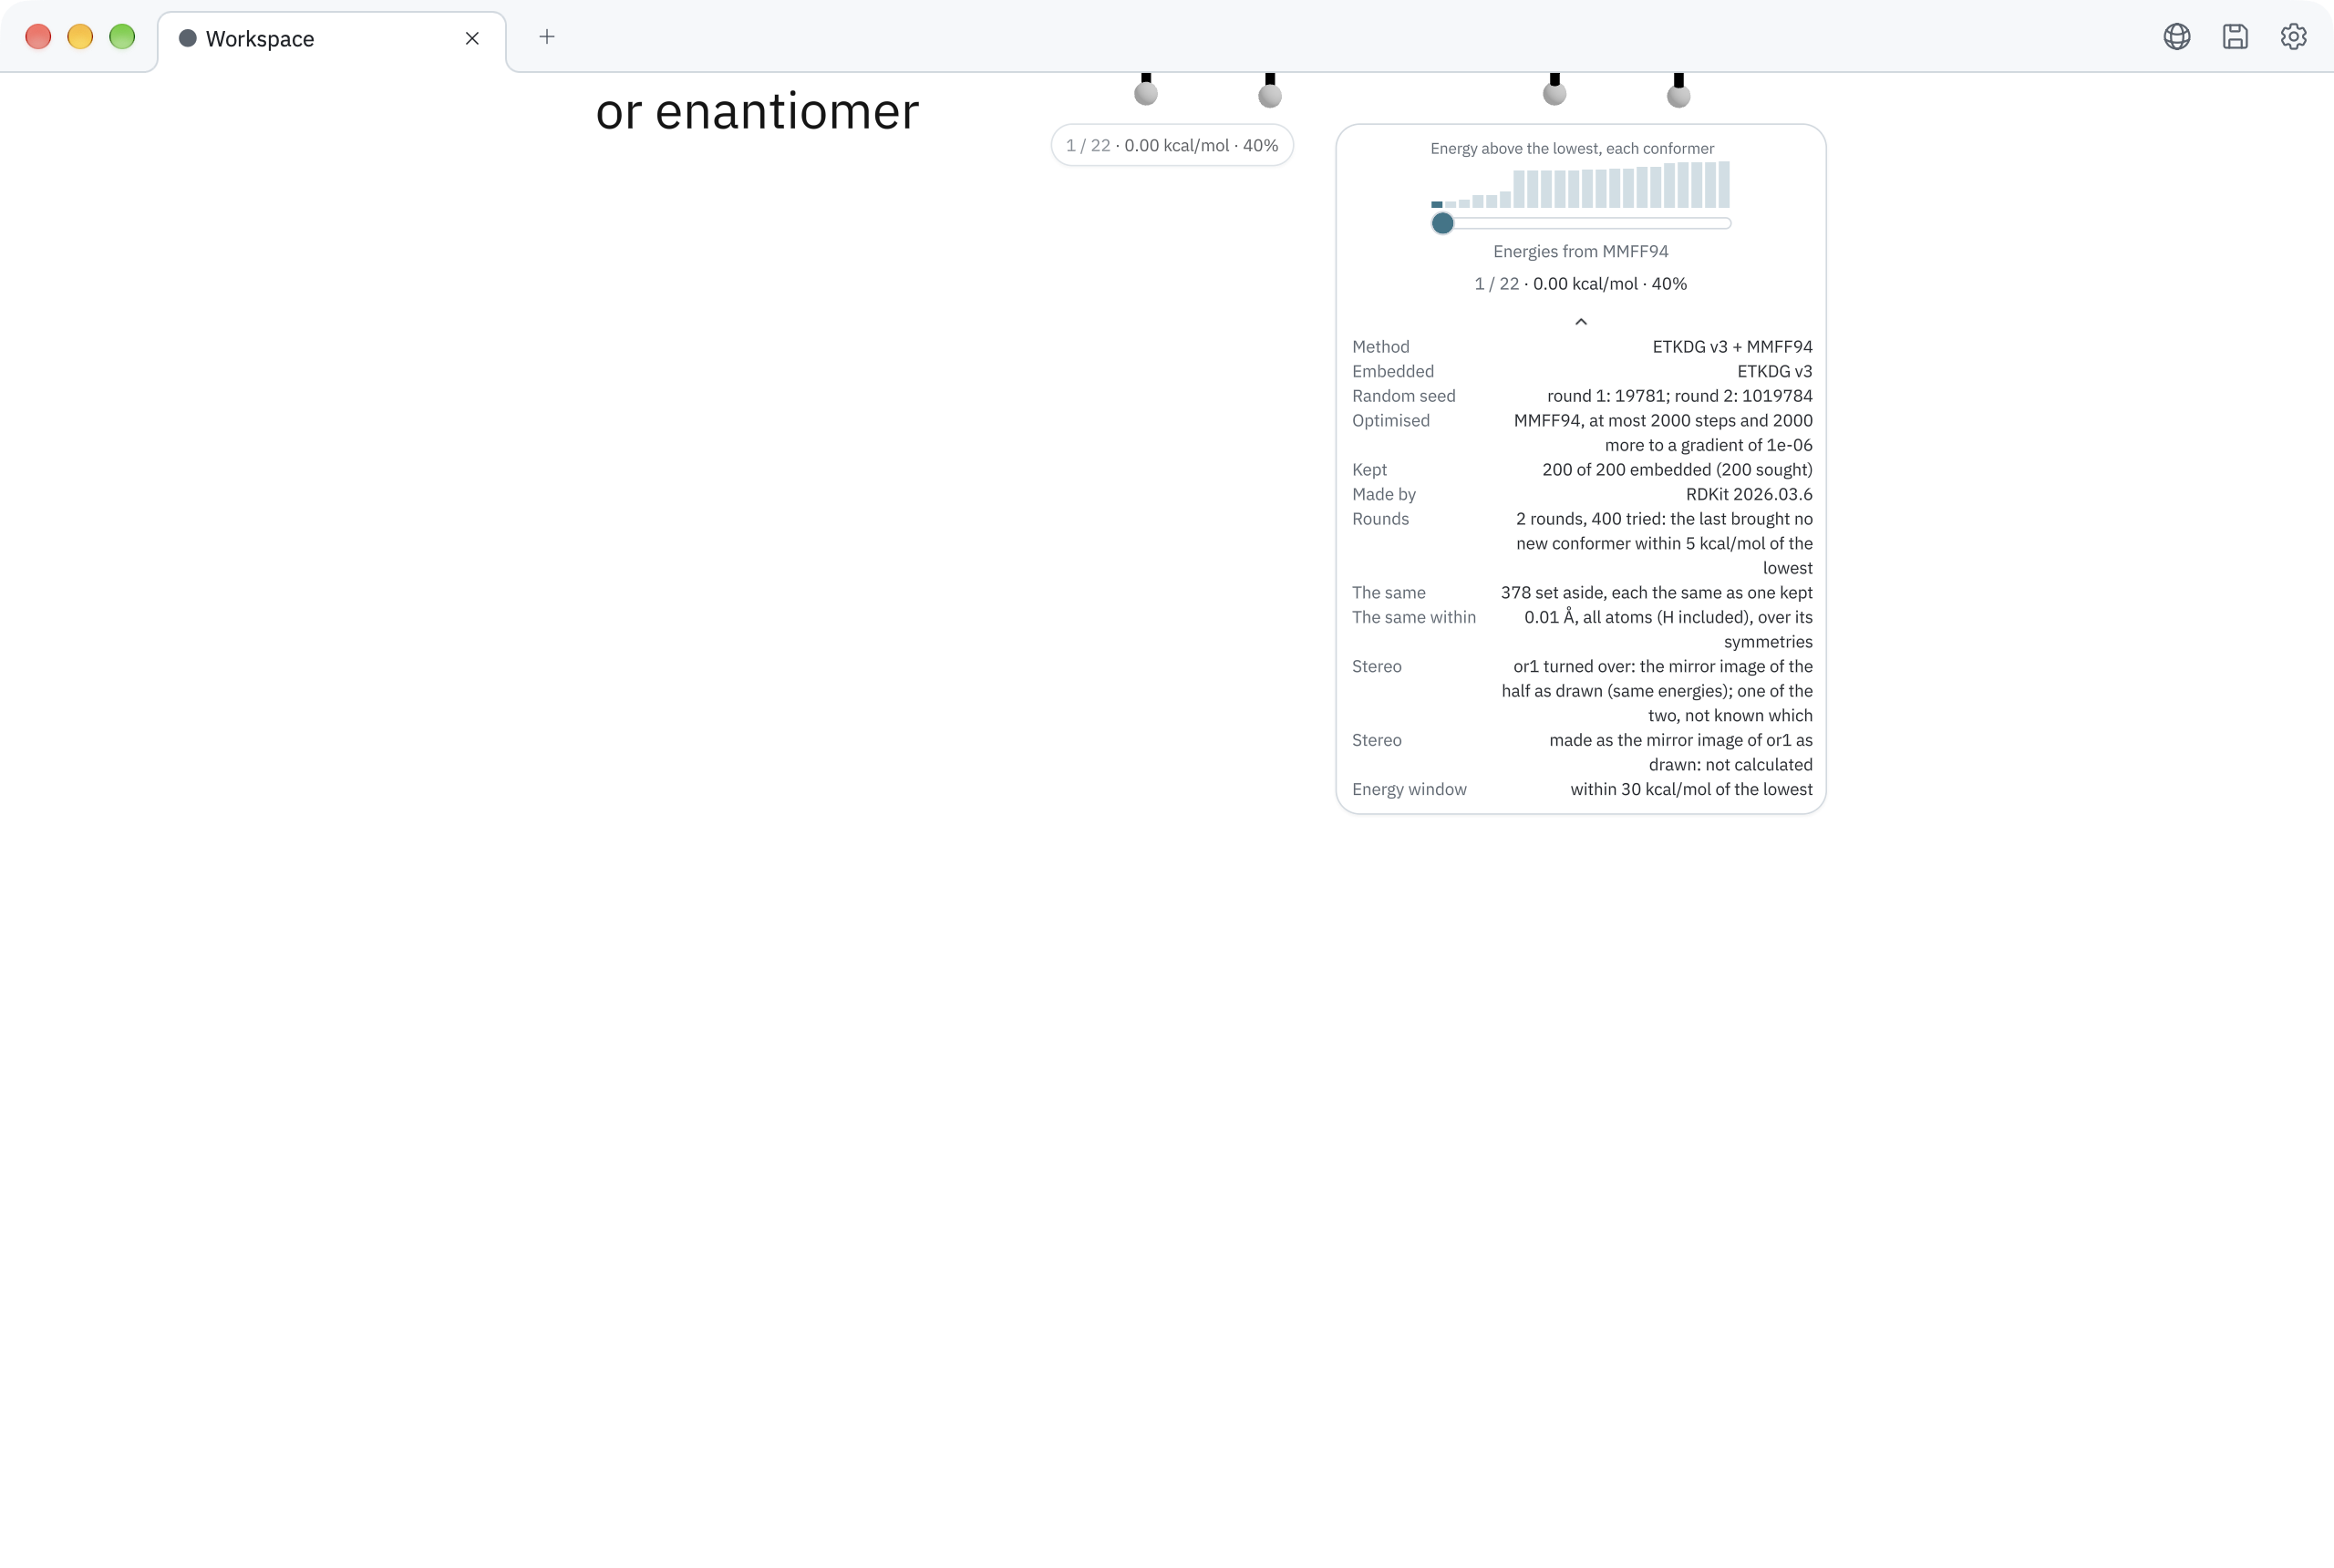 Workspace
or enantiomer
1 / 22 · 0.00 kcal/mol · 40%
Energy above the lowest, each conformer
Energies from MMFF94
1 / 22 · 0.00 kcal/mol · 40%
Method ETKDG v3 + MMFF94
Embedded ETKDG v3
Random seed round 1: 19781; round 2: 1019784
Optimised MMFF94, at most 2000 steps and 2000
more to a gradient of 1e-06
Kept 200 of 200 embedded (200 sought)
Made by RDKit 2026.03.6
Rounds 2 rounds, 400 tried: the last brought no
new conformer within 5 kcal/mol of the
lowest
The same 378 set aside, each the same as one kept
The same within 0.01 Å, all atoms (H included), over its
symmetries
Stereo or1 turned over: the mirror image of the
half as drawn (same energies); one of the
two, not known which
Stereo made as the mirror image of or1 as
drawn: not calculated
Energy window within 30 kcal/mol of the lowest